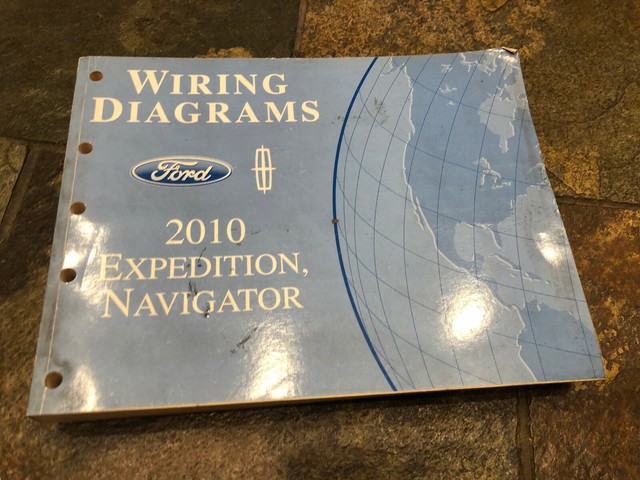 WIRING
DIAGRAMS
Ford
2010
EXPEDITION,
NAVIGATOR